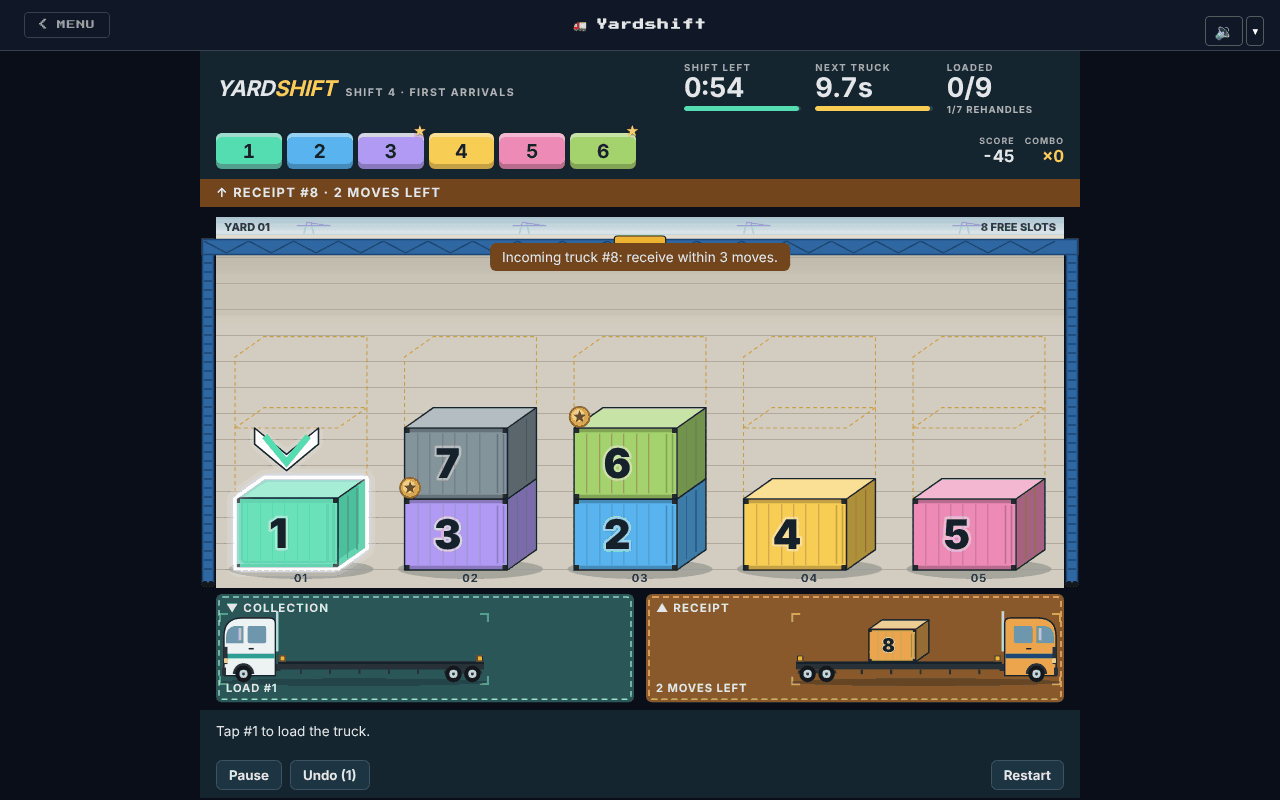 MENU
Yardshift
YARDSHIFT SHIFT 4 · FIRST ARRIVALS
SHIFT LEFT
0:54
NEXT TRUCK
9.7s
LOADED
0/9
1/7 REHANDLES
1 2 3 4 5 6
SCORE
-45
COMBO
×0
↑ RECEIPT #8 · 2 MOVES LEFT
YARD 01
8 FREE SLOTS
Incoming truck #8: receive within 3 moves.
7 6
1 3 2 4 5
01 02 03 04 05
▼ COLLECTION
LOAD #1
▲ RECEIPT
8
2 MOVES LEFT
Tap #1 to load the truck.
Pause
Undo (1)
Restart